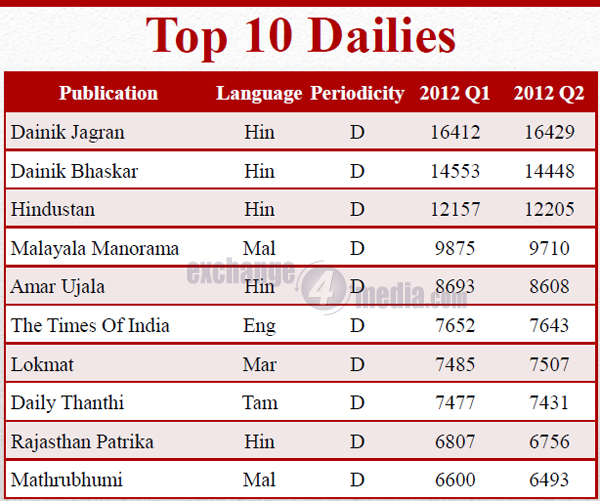 Top 10 Dailies
Publication Language Periodicity 2012 Q1 2012 Q2
Dainik Jagran Hin D 16412 16429
Dainik Bhaskar Hin D 14553 14448
Hindustan Hin D 12157 12205
Malayala Manorama Mal D 9875 9710
exchange4media.com
Amar Ujala Hin D 8693 8608
The Times Of India Eng D 7652 7643
Lokmat Mar D 7485 7507
Daily Thanthi Tam D 7477 7431
Rajasthan Patrika Hin D 6807 6756
Mathrubhumi Mal D 6600 6493